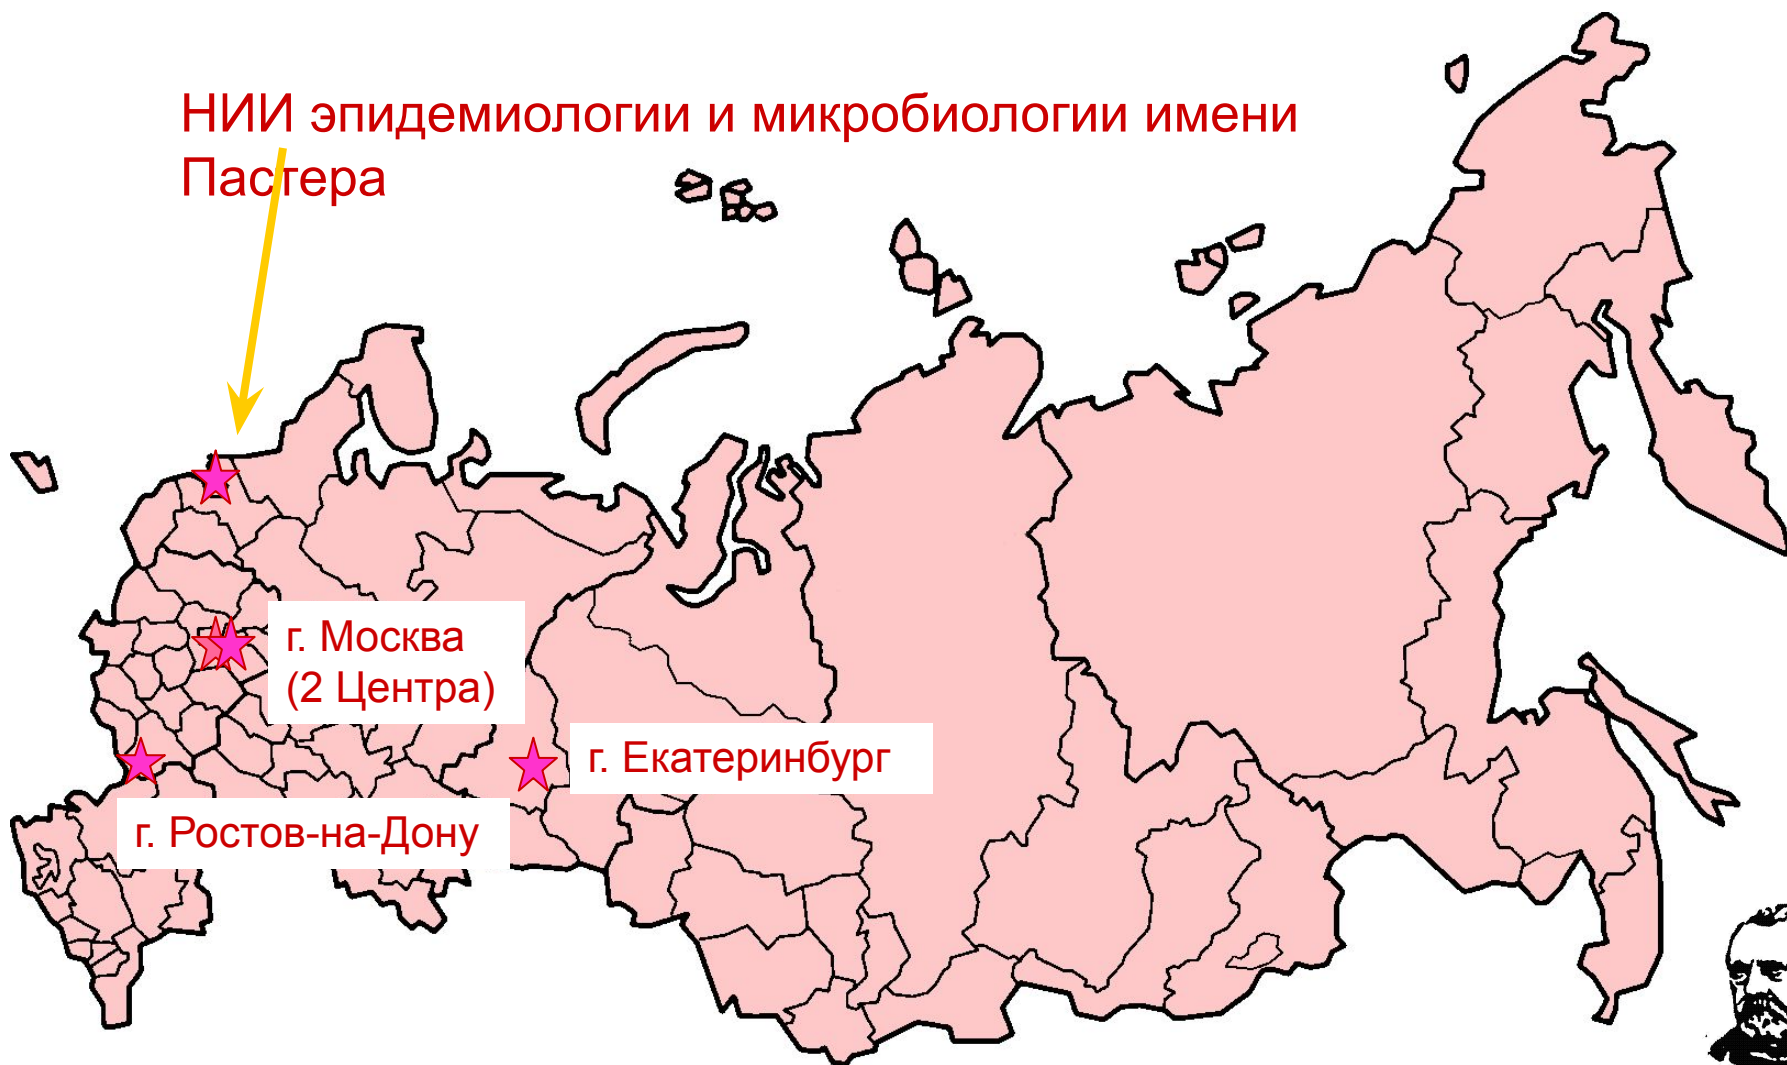 НИИ эпидемиологии и микробиологии имени
Пастера
г. Москва
(2 Центра)
г. Екатеринбург
г. Ростов-на-Дону